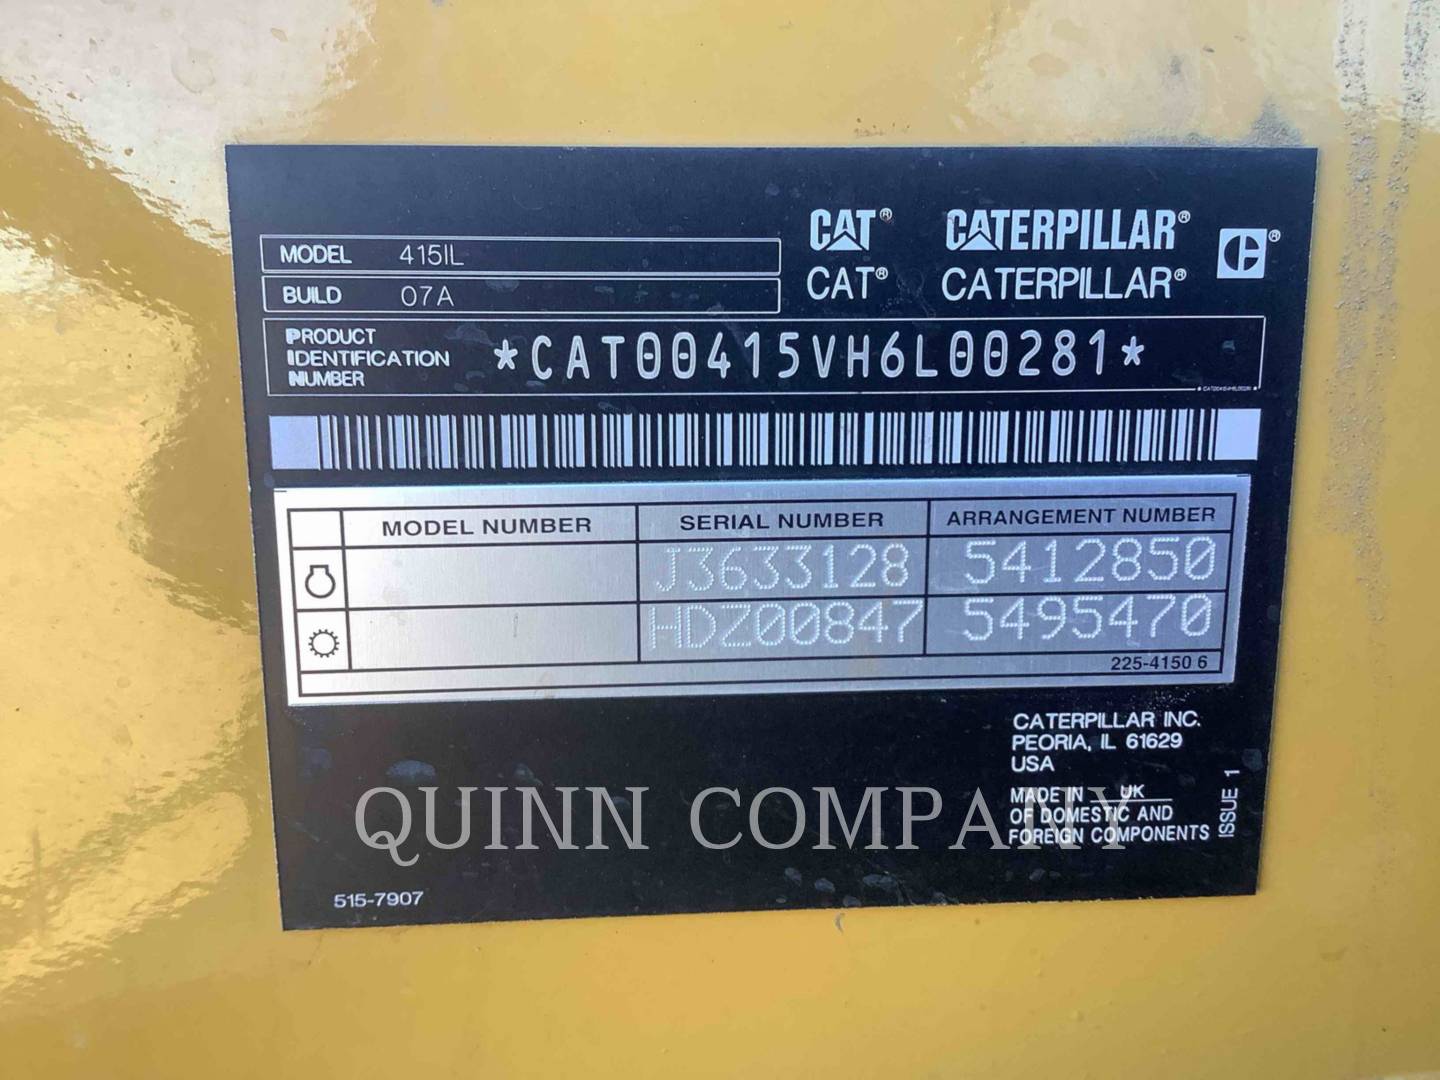 MODEL 415IL
BUILD 07A
CAT® CATERPILLAR®
CAT® CATERPILLAR®
PRODUCT
IDENTIFICATION
NUMBER
*CAT00415VH6L00281*
*CAT00415VH6L00281*
MODEL NUMBER SERIAL NUMBER ARRANGEMENT NUMBER
J3633128 5412850
HDZ00847 5495470
225-4150 6
CATERPILLAR INC.
PEORIA, IL 61629
USA
MADE IN UK
OF DOMESTIC AND
FOREIGN COMPONENTS
ISSUE 1
QUINN COMPANY
515-7907